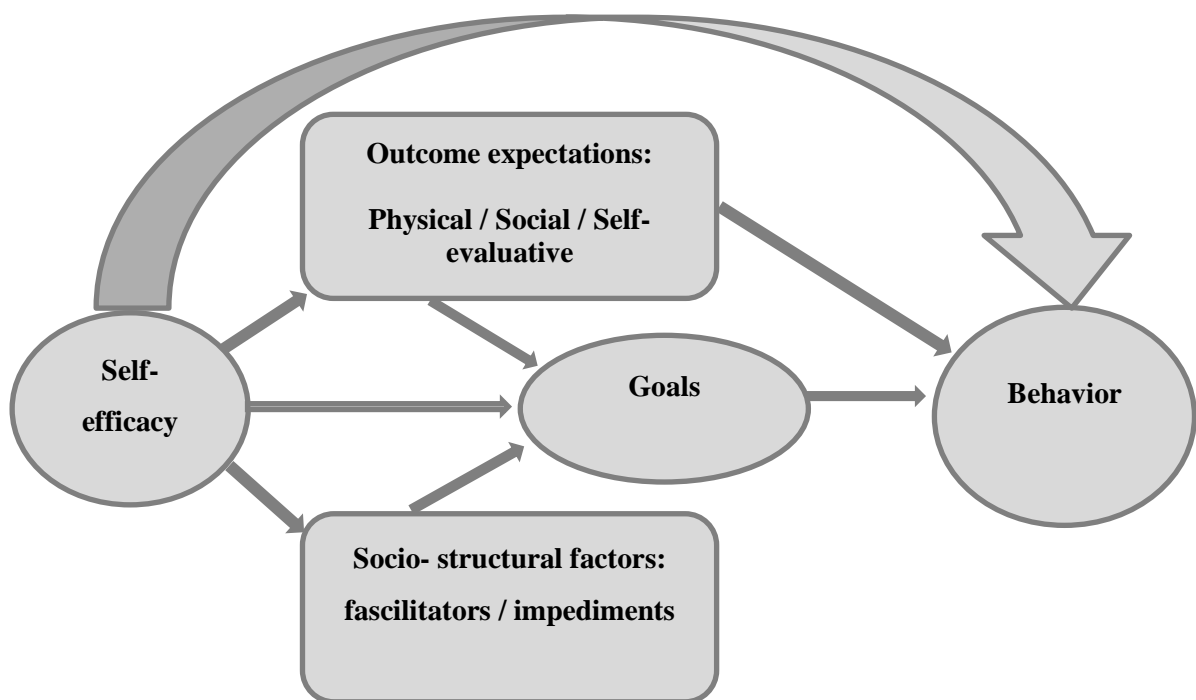 Outcome expectations:
Physical / Social / Self-
evaluative
Self-
efficacy
Goals
Behavior
Socio- structural factors:
fascilitators / impediments